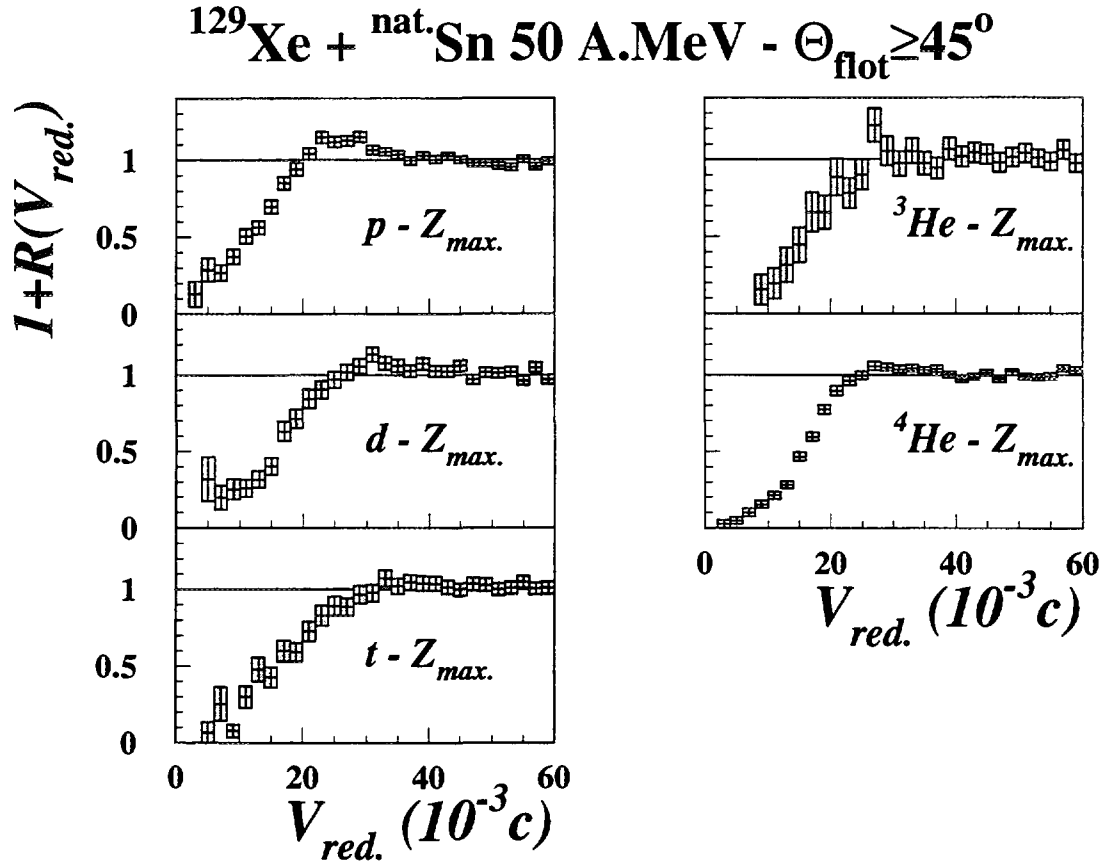 129Xe + nat.Sn 50 A.MeV - Θflot≥45o
1+R(Vred.)
1
0.5
0
p - Zmax.
1
0.5
0
d - Zmax.
1
0.5
0
t - Zmax.
0 20 40 60
Vred. (10-3c)
3He - Zmax.
4He - Zmax.
0 20 40 60
Vred. (10-3c)